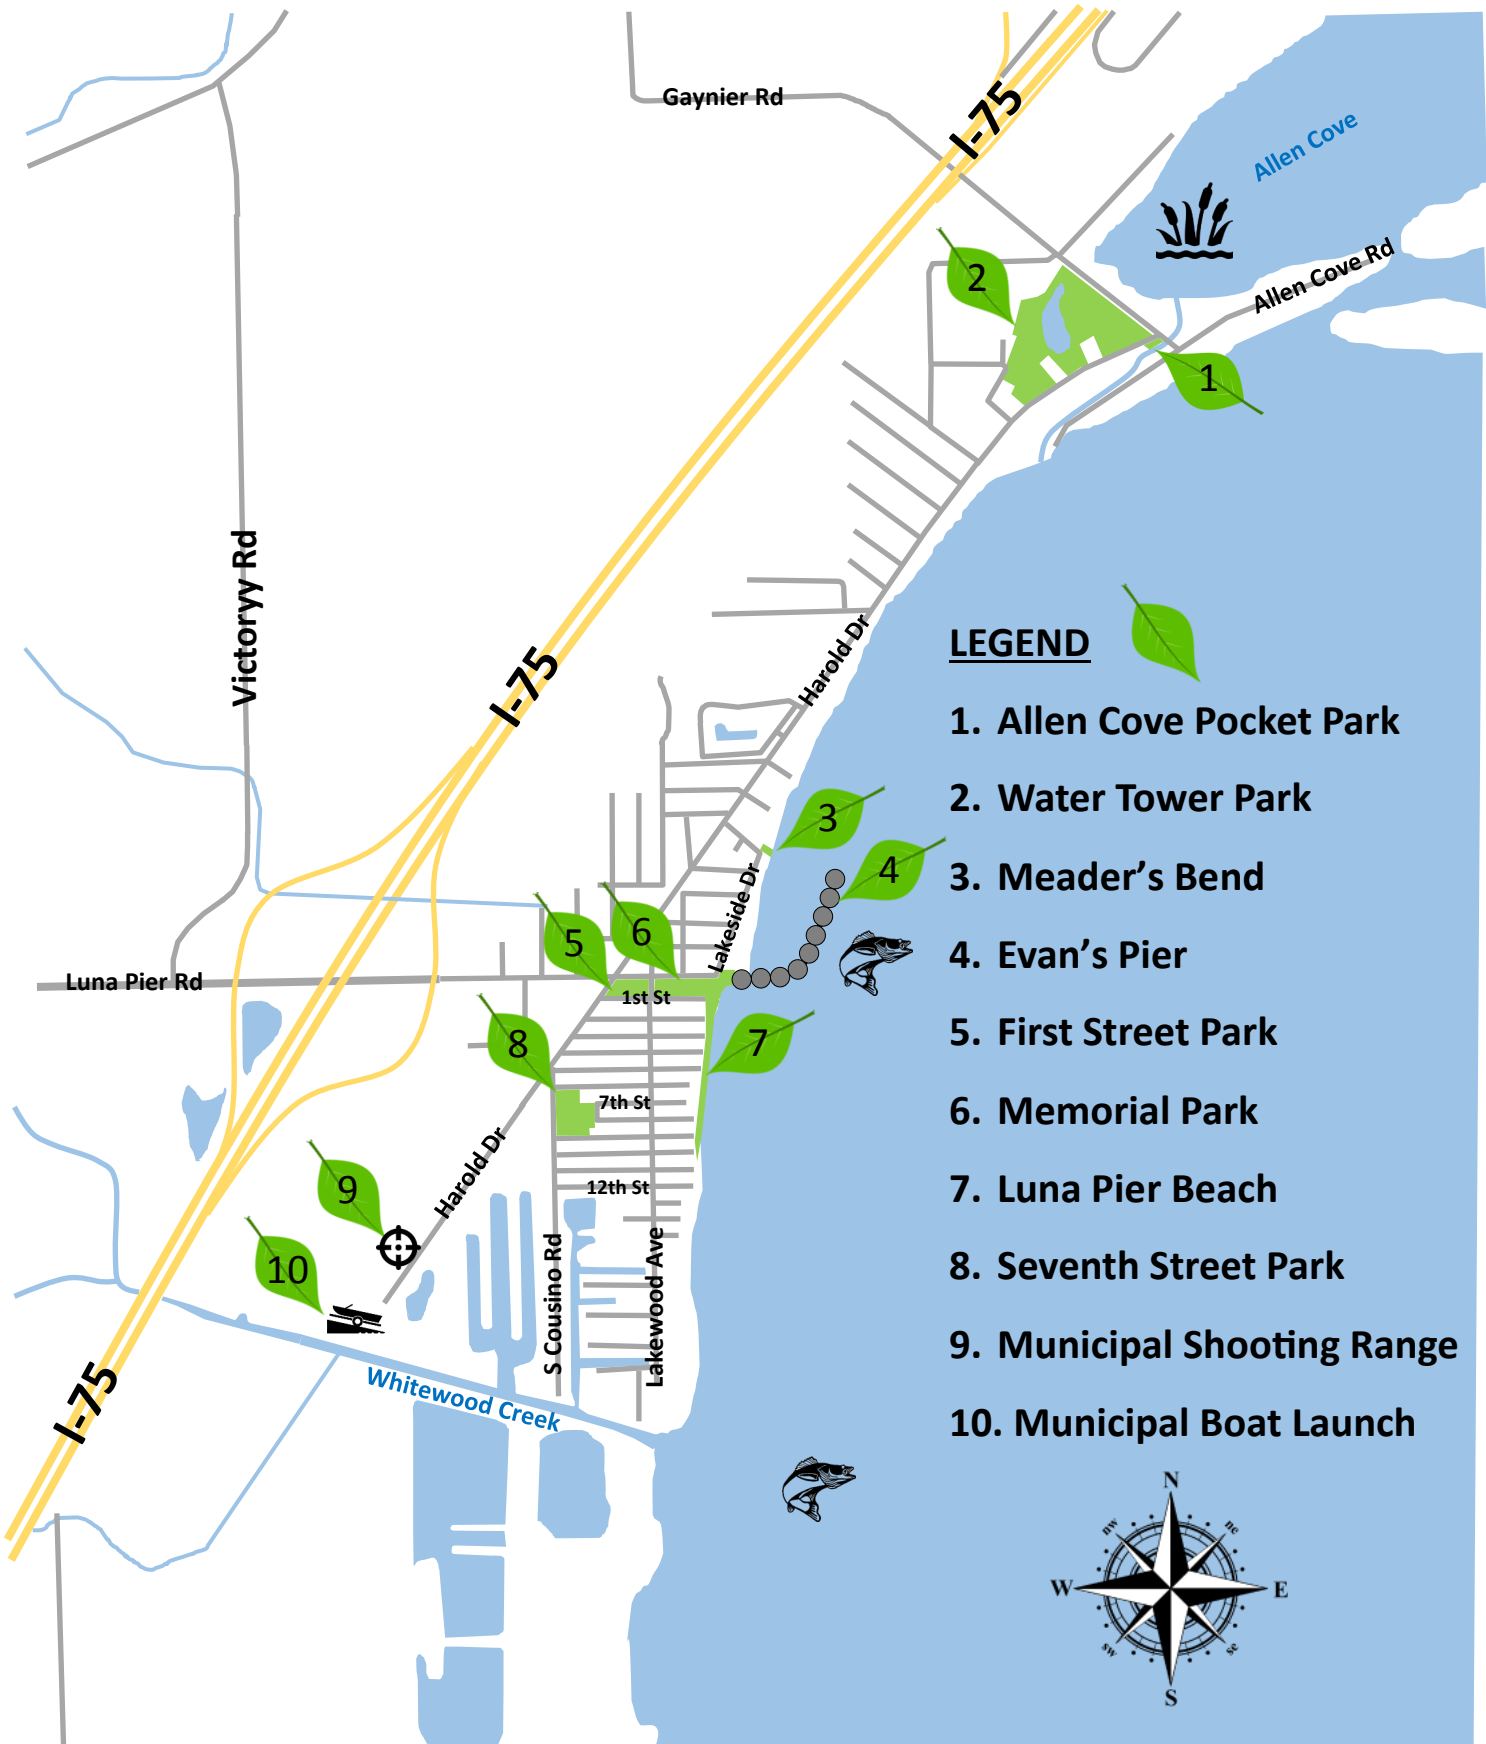 Gaynier Rd
I-75
Allen Cove
Allen Cove Rd
2
1
Victoryy Rd
I-75
Harold Dr
LEGEND
1. Allen Cove Pocket Park
2. Water Tower Park
3. Meader's Bend
4. Evan's Pier
5. First Street Park
6. Memorial Park
7. Luna Pier Beach
8. Seventh Street Park
9. Municipal Shooting Range
10. Municipal Boat Launch
3
4
Lakeside Dr
5
6
Luna Pier Rd
1st St
8
7
7th St
Harold Dr
12th St
9
10
S Cousino Rd
Lakewood Ave
I-75
Whitewood Creek
N
nw
ne
W
E
sw
se
S